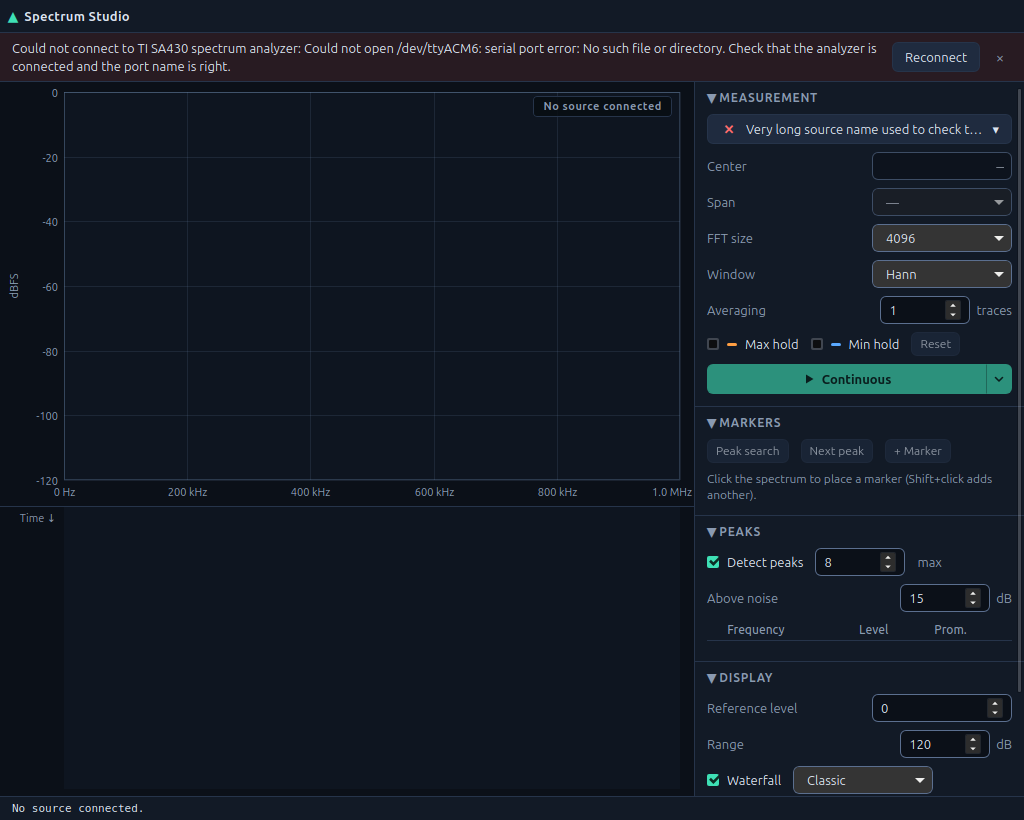 Spectrum Studio
Could not connect to TI SA430 spectrum analyzer: Could not open /dev/ttyACM6: serial port error: No such file or directory. Check that the analyzer is
connected and the port name is right.
Reconnect
×
No source connected
0
-20
-40
-60
-80
-100
-120
dBFS
0 Hz 200 kHz 400 kHz 600 kHz 800 kHz 1.0 MHz
Time ↓
▼ MEASUREMENT
× Very long source name used to check t… ▾
Center –
Span —
FFT size 4096
Window Hann
Averaging 1 traces
Max hold Min hold Reset
Continuous
▼ MARKERS
Peak search Next peak + Marker
Click the spectrum to place a marker (Shift+click adds
another).
▼ PEAKS
Detect peaks 8 max
Above noise 15 dB
Frequency Level Prom.
▼ DISPLAY
Reference level 0
Range 120 dB
Waterfall Classic
No source connected.